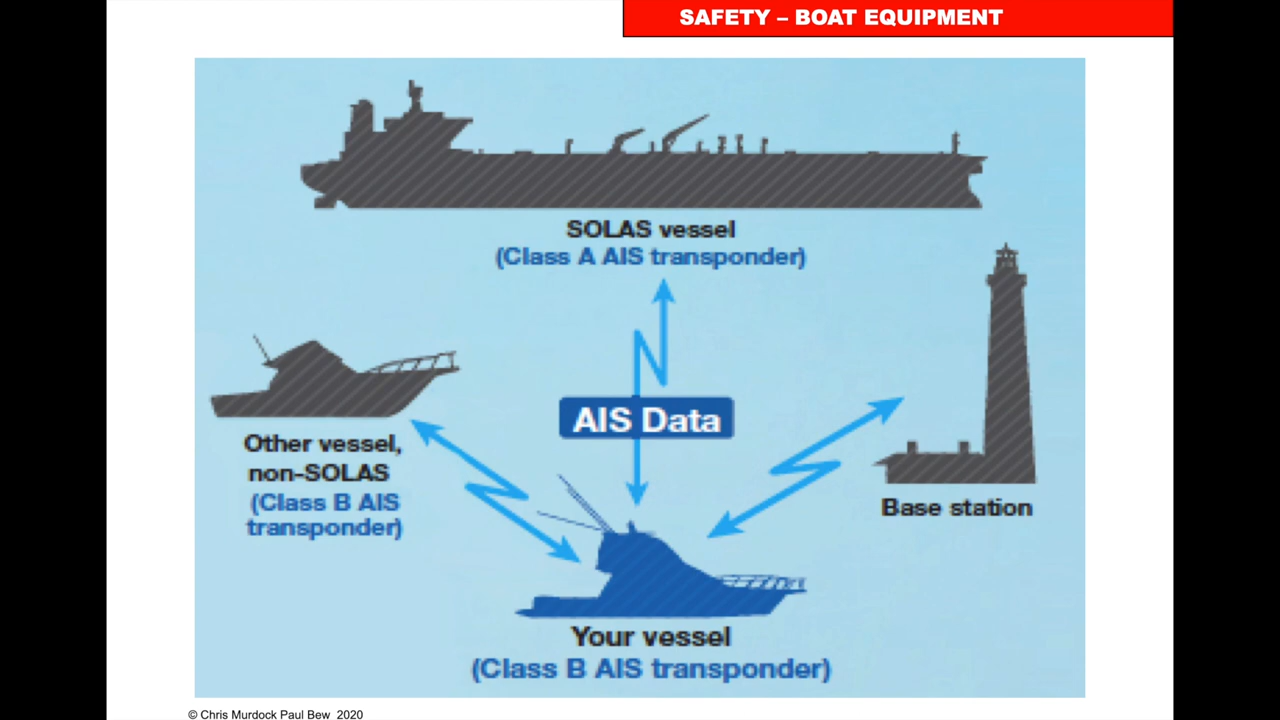 SAFETY – BOAT EQUIPMENT
SOLAS vessel
(Class A AIS transponder)
AIS Data
Other vessel,
non-SOLAS
(Class B AIS
transponder)
Base station
Your vessel
(Class B AIS transponder)
© Chris Murdock Paul Bew 2020